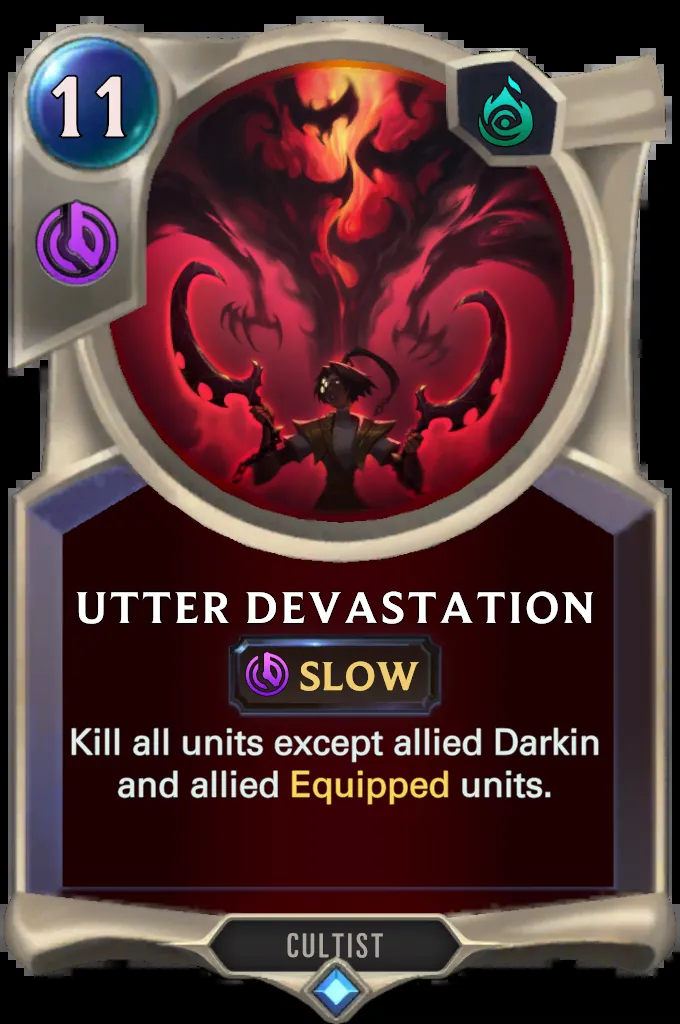 11
UTTER DEVASTATION
SLOW
Kill all units except allied Darkin
and allied Equipped units.
CULTIST